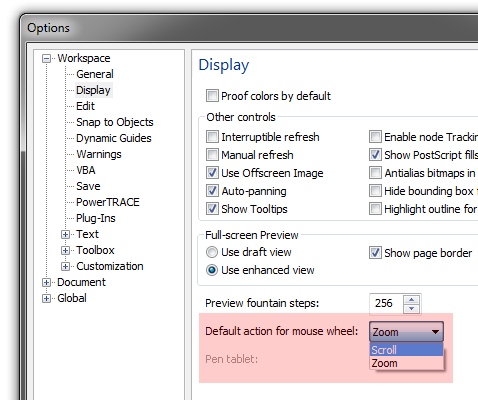 Options
Workspace
General
Display
Edit
Snap to Objects
Dynamic Guides
Warnings
VBA
Save
PowerTRACE
Plug-Ins
Text
Toolbox
Customization
Document
Global
Display
Proof colors by default
Other controls
Interruptible refresh
Enable node Trackin
Manual refresh
Show PostScript fills
Use Offscreen Image
Antialias bitmaps in
Auto-panning
Hide bounding box f
Show Tooltips
Highlight outline for
Full-screen Preview
Use draft view
Show page border
Use enhanced view
Preview fountain steps: 256
Default action for mouse wheel: Zoom
Scroll
Pen tablet:
Zoom